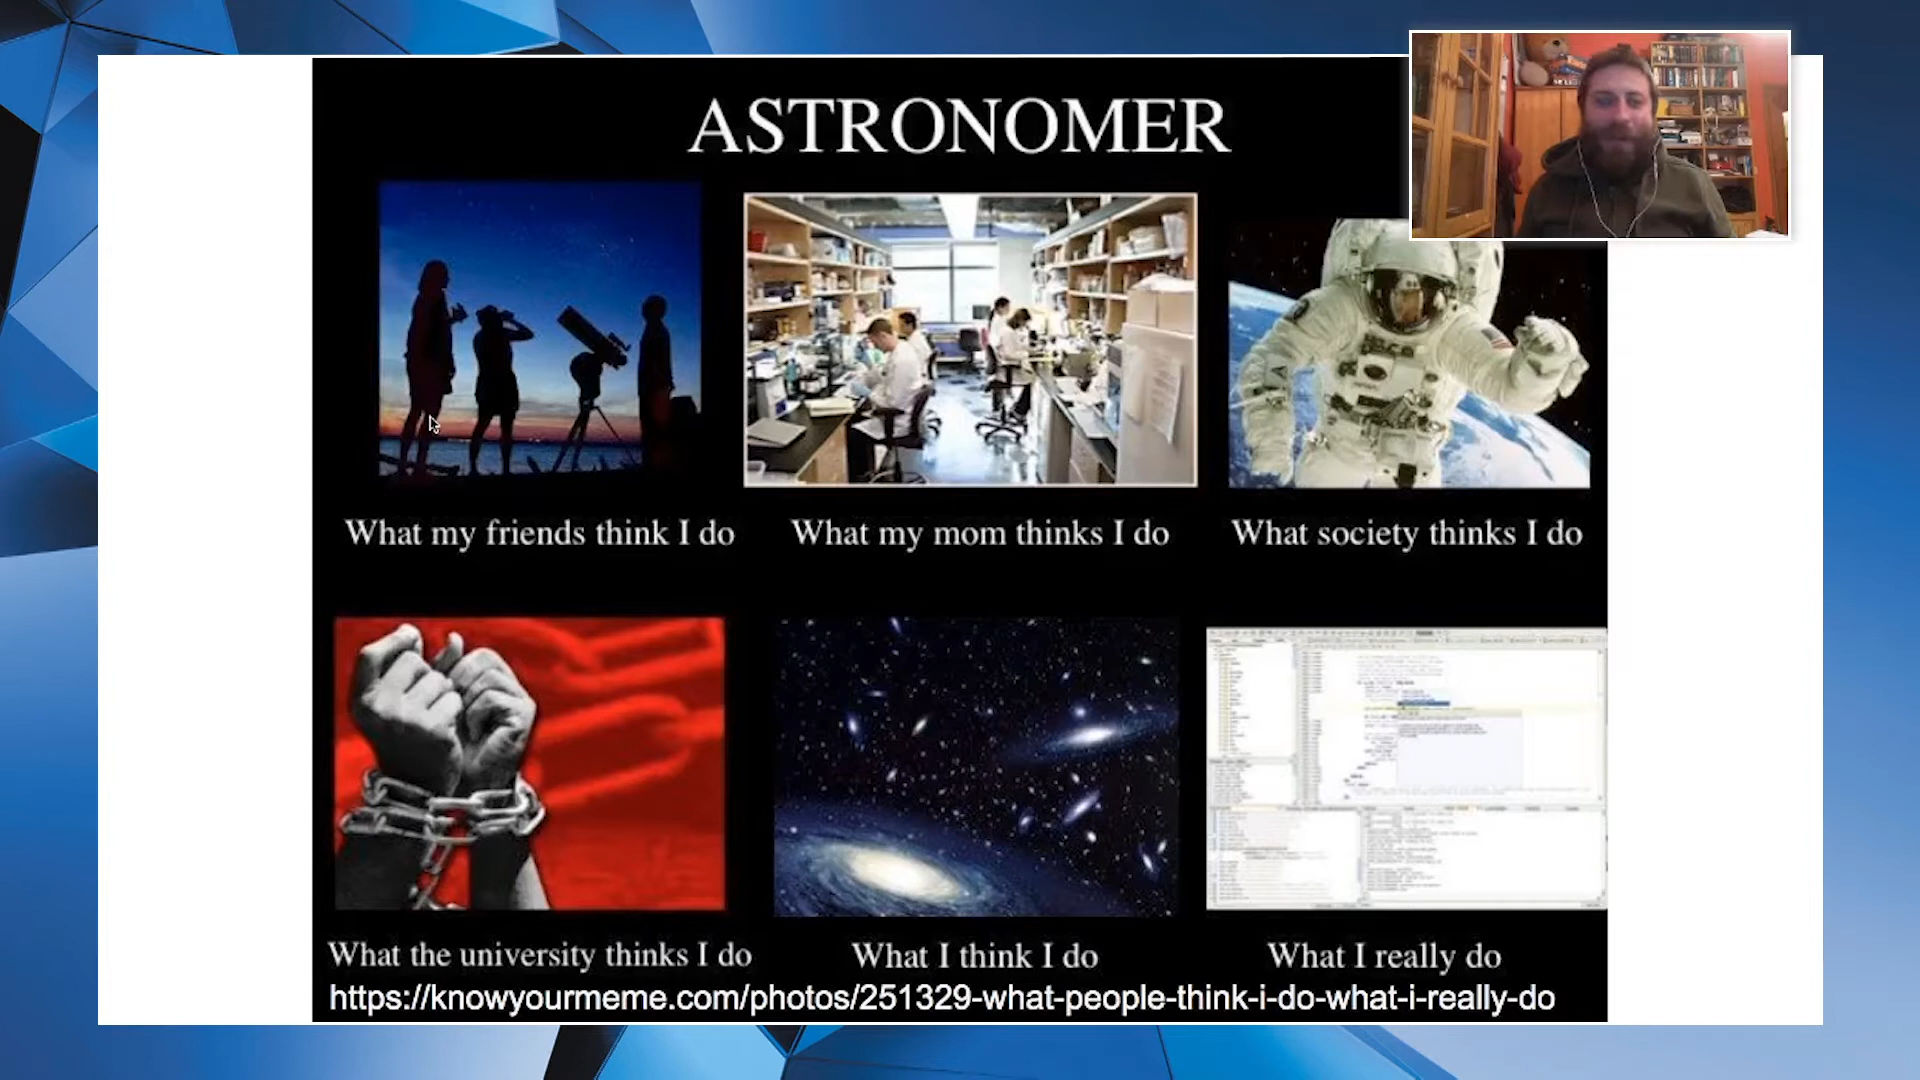 ASTRONOMER
What my friends think I do
What my mom thinks I do
What society thinks I do
What the university thinks I do
What I think I do
What I really do
https://knowyourmeme.com/photos/251329-what-people-think-i-do-what-i-really-do